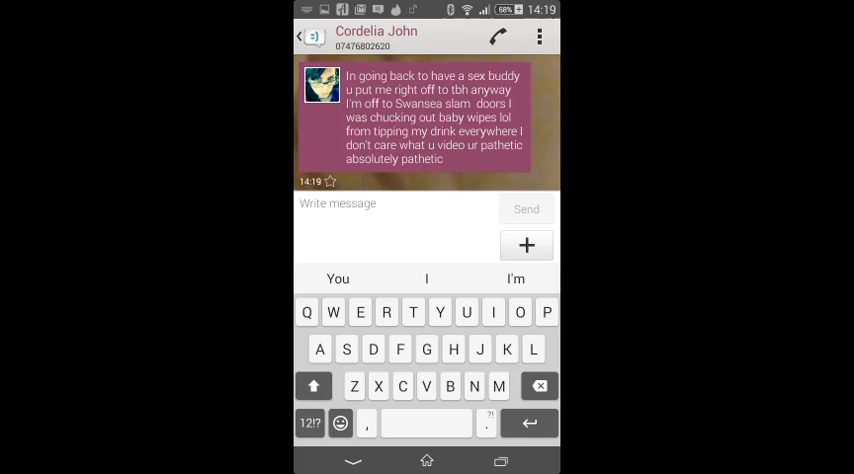 68% 14:19
Cordelia John
07476802620
In going back to have a sex buddy
u put me right off to tbh anyway
I'm off to Swansea slam doors I
was chucking out baby wipes lol
from tipping my drink everywhere I
don't care what u video ur pathetic
absolutely pathetic
14:19
Write message
Send
You I I'm
Q W E R T Y U I O P
A S D F G H J K L
Z X C V B N M
12!? , . ?!